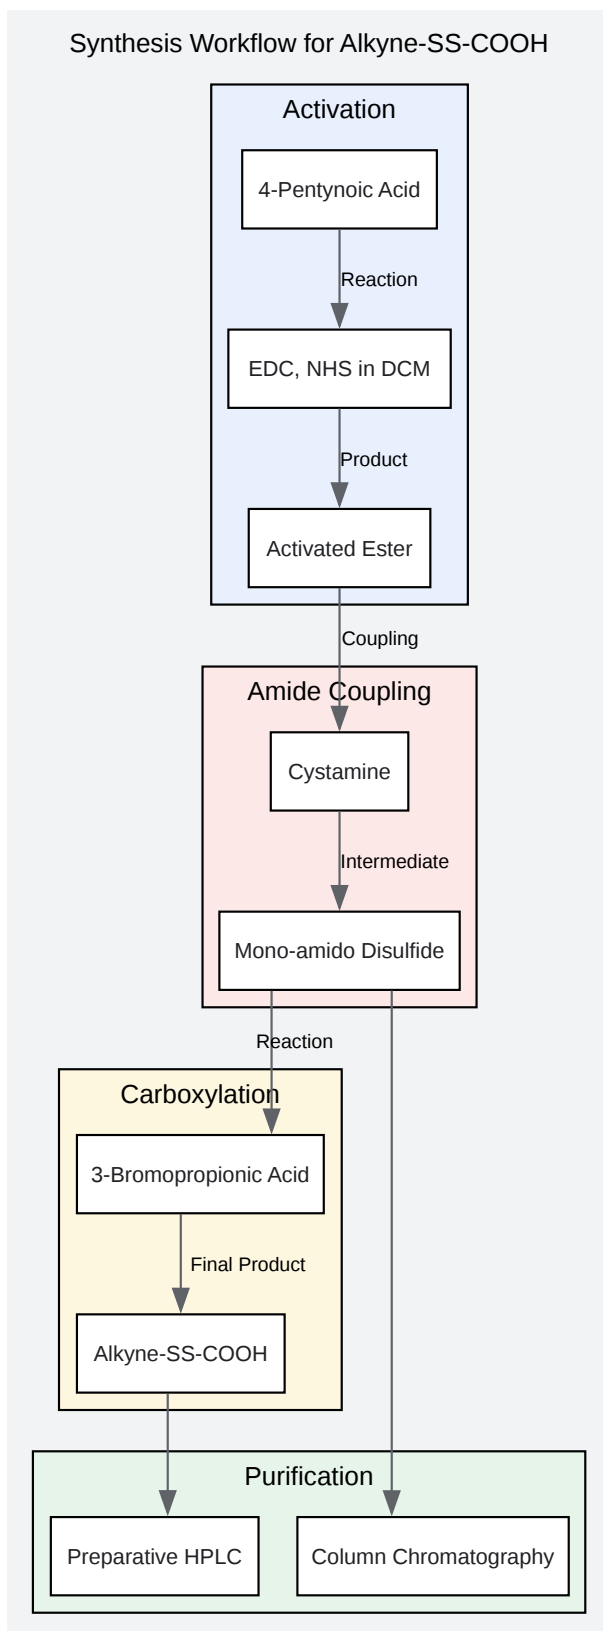 Synthesis Workflow for Alkyne-SS-COOH
Activation
4-Pentynoic Acid
Reaction
EDC, NHS in DCM
Product
Activated Ester
Coupling
Amide Coupling
Cystamine
Intermediate
Mono-amido Disulfide
Reaction
Carboxylation
3-Bromopropionic Acid
Final Product
Alkyne-SS-COOH
Purification
Preparative HPLC
Column Chromatography